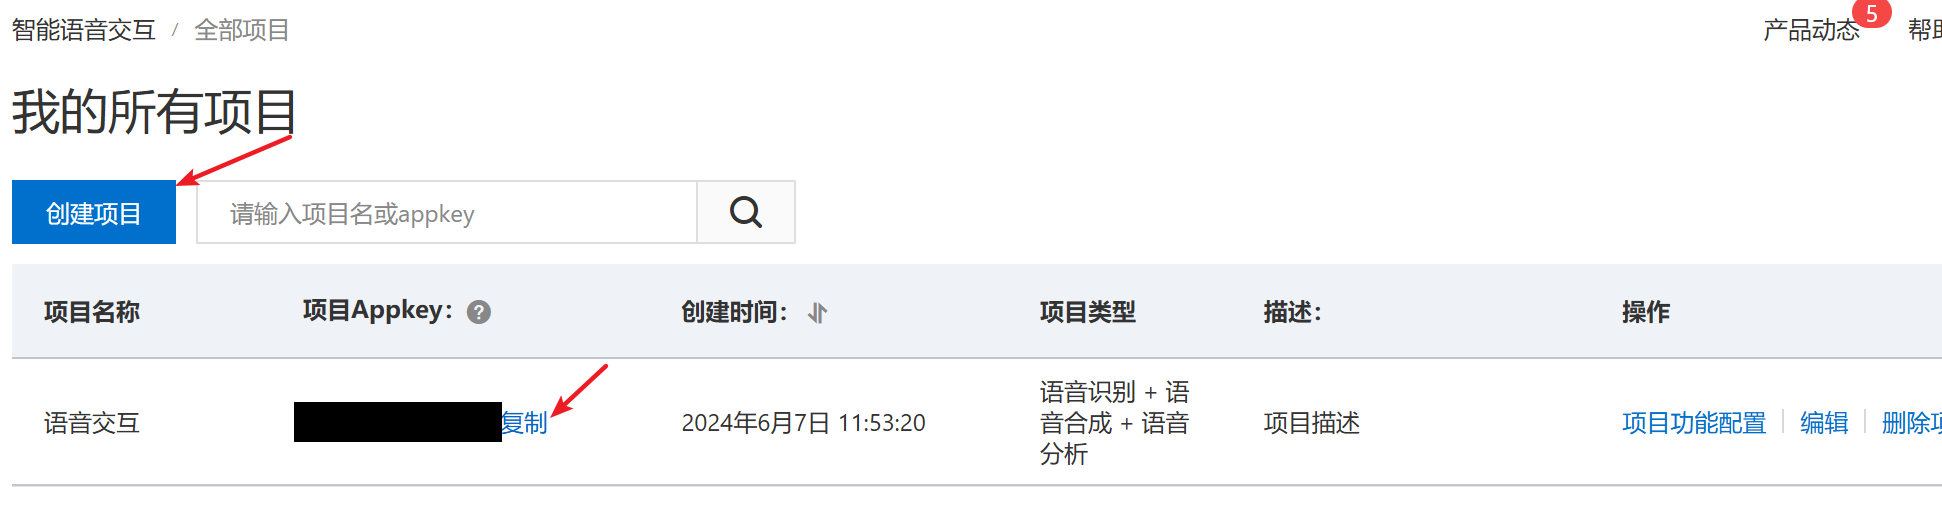 智能语音交互 / 全部项目
产品动态 5 帮助
我的所有项目
创建项目 请输入项目名或appkey
项目名称 项目Appkey： ? 创建时间： 项目类型 描述： 操作
语音交互 复制 2024年6月7日 11:53:20 语音识别 + 语
音合成 + 语音
分析 项目描述 项目功能配置 编辑 删除项